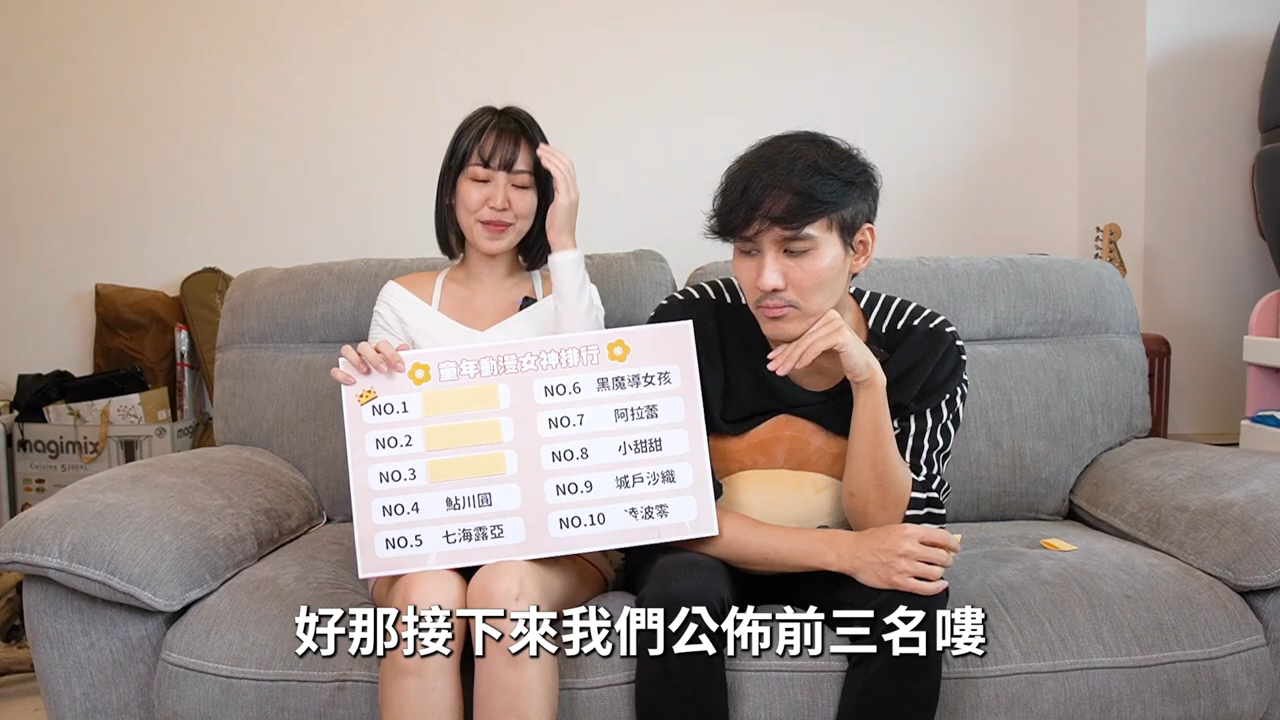 童年動漫女神排行
NO.1
NO.2
NO.3
NO.4 鮎川圓
NO.5 七海露亞
NO.6 黑魔導女孩
NO.7 阿拉蕾
NO.8 小甜甜
NO.9 城戶沙織
NO.10 凌波零
magimix
Cuisine
好那接下來我們公佈前三名嘍